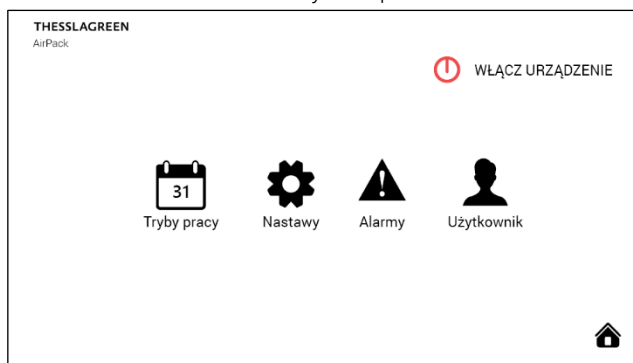 THESSLAGREEN
AirPack
WŁĄCZ URZĄDZENIE
31
Tryby pracy
Nastawy
Alarmy
Użytkownik